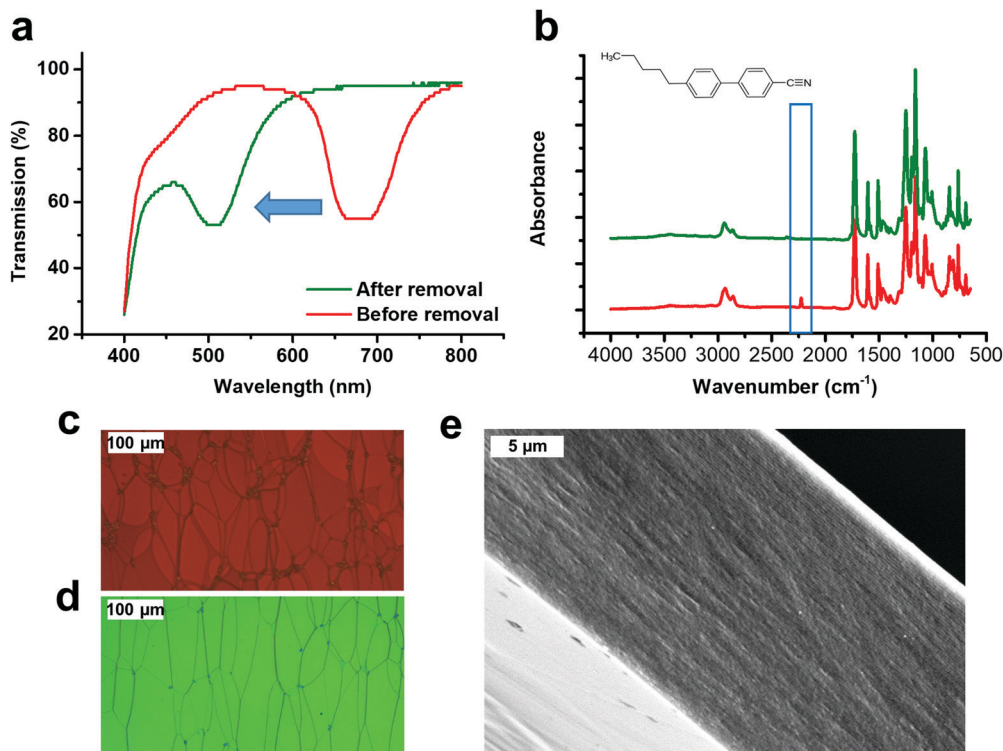 a
Transmission (%)
100
80
60
40
20
400 500 600 700 800
Wavelength (nm)
After removal
Before removal
b
H₃C
C≡N
Absorbance
4000 3500 3000 2500 2000 1500 1000 500
Wavenumber (cm⁻¹)
c
100 µm
d
100 µm
e
5 µm